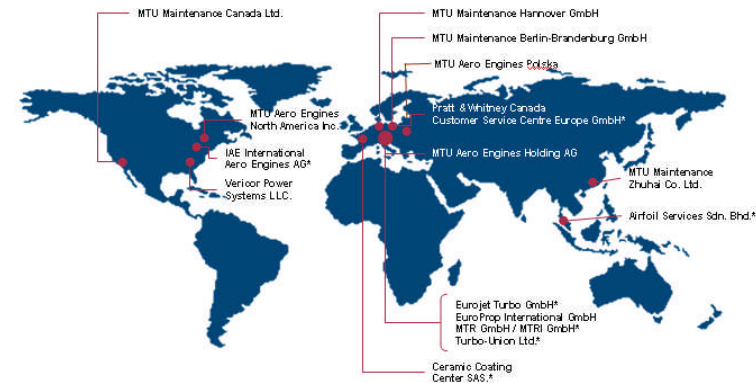 MTU Maintenance Canada Ltd.
MTU Maintenance Hannover GmbH
MTU Maintenance Berlin-Brandenburg GmbH
MTU Aero Engines Polska
Pratt & Whitney Canada
Customer Service Centre Europe GmbH*
MTU Aero Engines
North America Inc.
IAE International
Aero Engines AG*
MTU Aero Engines Holding AG
Vericor Power
Systems LLC.
MTU Maintenance
Zhuhai Co. Ltd.
Airfoil Services Sdn. Bhd.*
Eurojet Turbo GmbH*
EuroProp International GmbH
MTR GmbH / MTRI GmbH*
Turbo-Union Ltd.*
Ceramic Coating
Center SAS.*